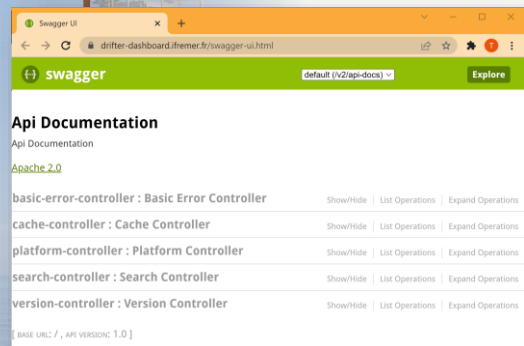 Swagger UI
drifter-dashboard.ifremer.fr/swagger-ui.html
T
swagger
default (/v2/api-docs)
Explore
Api Documentation
Api Documentation
Apache 2.0
basic-error-controller : Basic Error Controller Show/Hide List Operations Expand Operations
cache-controller : Cache Controller Show/Hide List Operations Expand Operations
platform-controller : Platform Controller Show/Hide List Operations Expand Operations
search-controller : Search Controller Show/Hide List Operations Expand Operations
version-controller : Version Controller Show/Hide List Operations Expand Operations
[ BASE URL: / , API VERSION: 1.0 ]